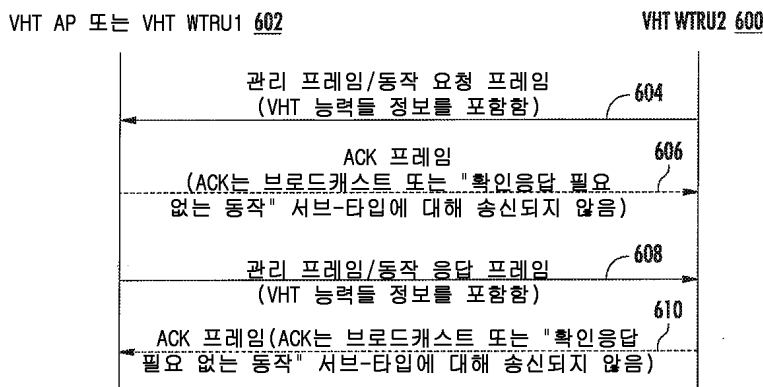 VHT AP 또는 VHT WTRU1 602
VHT WTRU2 600
관리 프레임/동작 요청 프레임
(VHT 능력들 정보를 포함함)
604
ACK 프레임
606
(ACK는 브로드캐스트 또는 "확인응답 필요
없는 동작" 서브-타입에 대해 송신되지 않음)
관리 프레임/동작 응답 프레임
608
(VHT 능력들 정보를 포함함)
610
ACK 프레임(ACK는 브로드캐스트 또는 "확인응답
필요 없는 동작" 서브-타입에 대해 송신되지 않음)